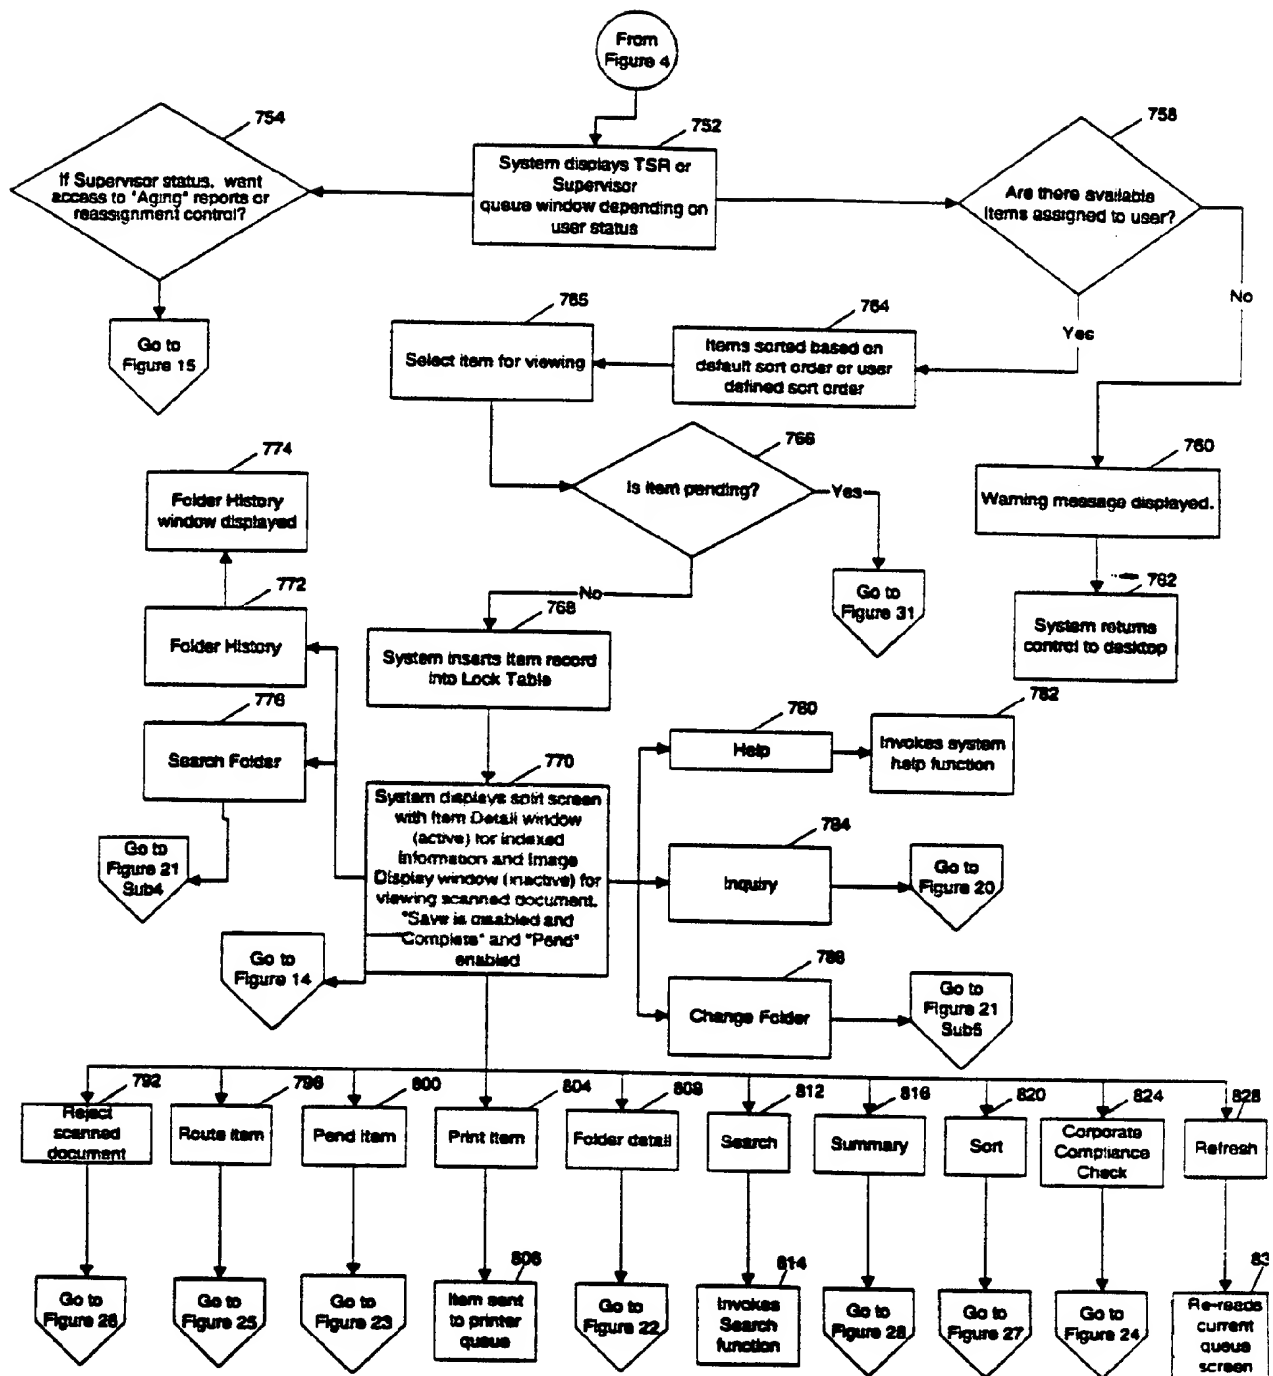 From
Figure 4
754
If Supervisor status, want
access to "Aging" reports or
reassignment control?
752
System displays TSR or
Supervisor
queue window depending on
user status
758
Are there available
items assigned to user?
No
Yes
Go to
Figure 15
765
Select item for viewing
764
Items sorted based on
default sort order or user
defined sort order
766
Is item pending?
Yes
No
760
Warning message displayed.
762
System returns
control to desktop
Go to
Figure 31
774
Folder History
window displayed
772
Folder History
776
Search Folder
Go to
Figure 21
Sub4
768
System inserts item record
into Lock Table
770
System displays split screen
with Item Detail window
(active) for indexed
information and Image
Display window (inactive) for
viewing scanned document.
"Save is disabled and
"Complete" and "Pend"
enabled
Go to
Figure 14
780
Help
782
Invokes system
help function
784
Inquiry
Go to
Figure 20
788
Change Folder
Go to
Figure 21
Sub5
792
Reject
scanned
document
796
Route item
800
Pend item
804
Print item
808
Folder detail
812
Search
816
Summary
820
Sort
824
Corporate
Compliance
Check
828
Refresh
Go to
Figure 26
Go to
Figure 25
Go to
Figure 23
806
Item sent
to printer
queue
Go to
Figure 22
814
Invokes
Search
function
Go to
Figure 28
Go to
Figure 27
Go to
Figure 24
83
Re-reads
current
queue
screen